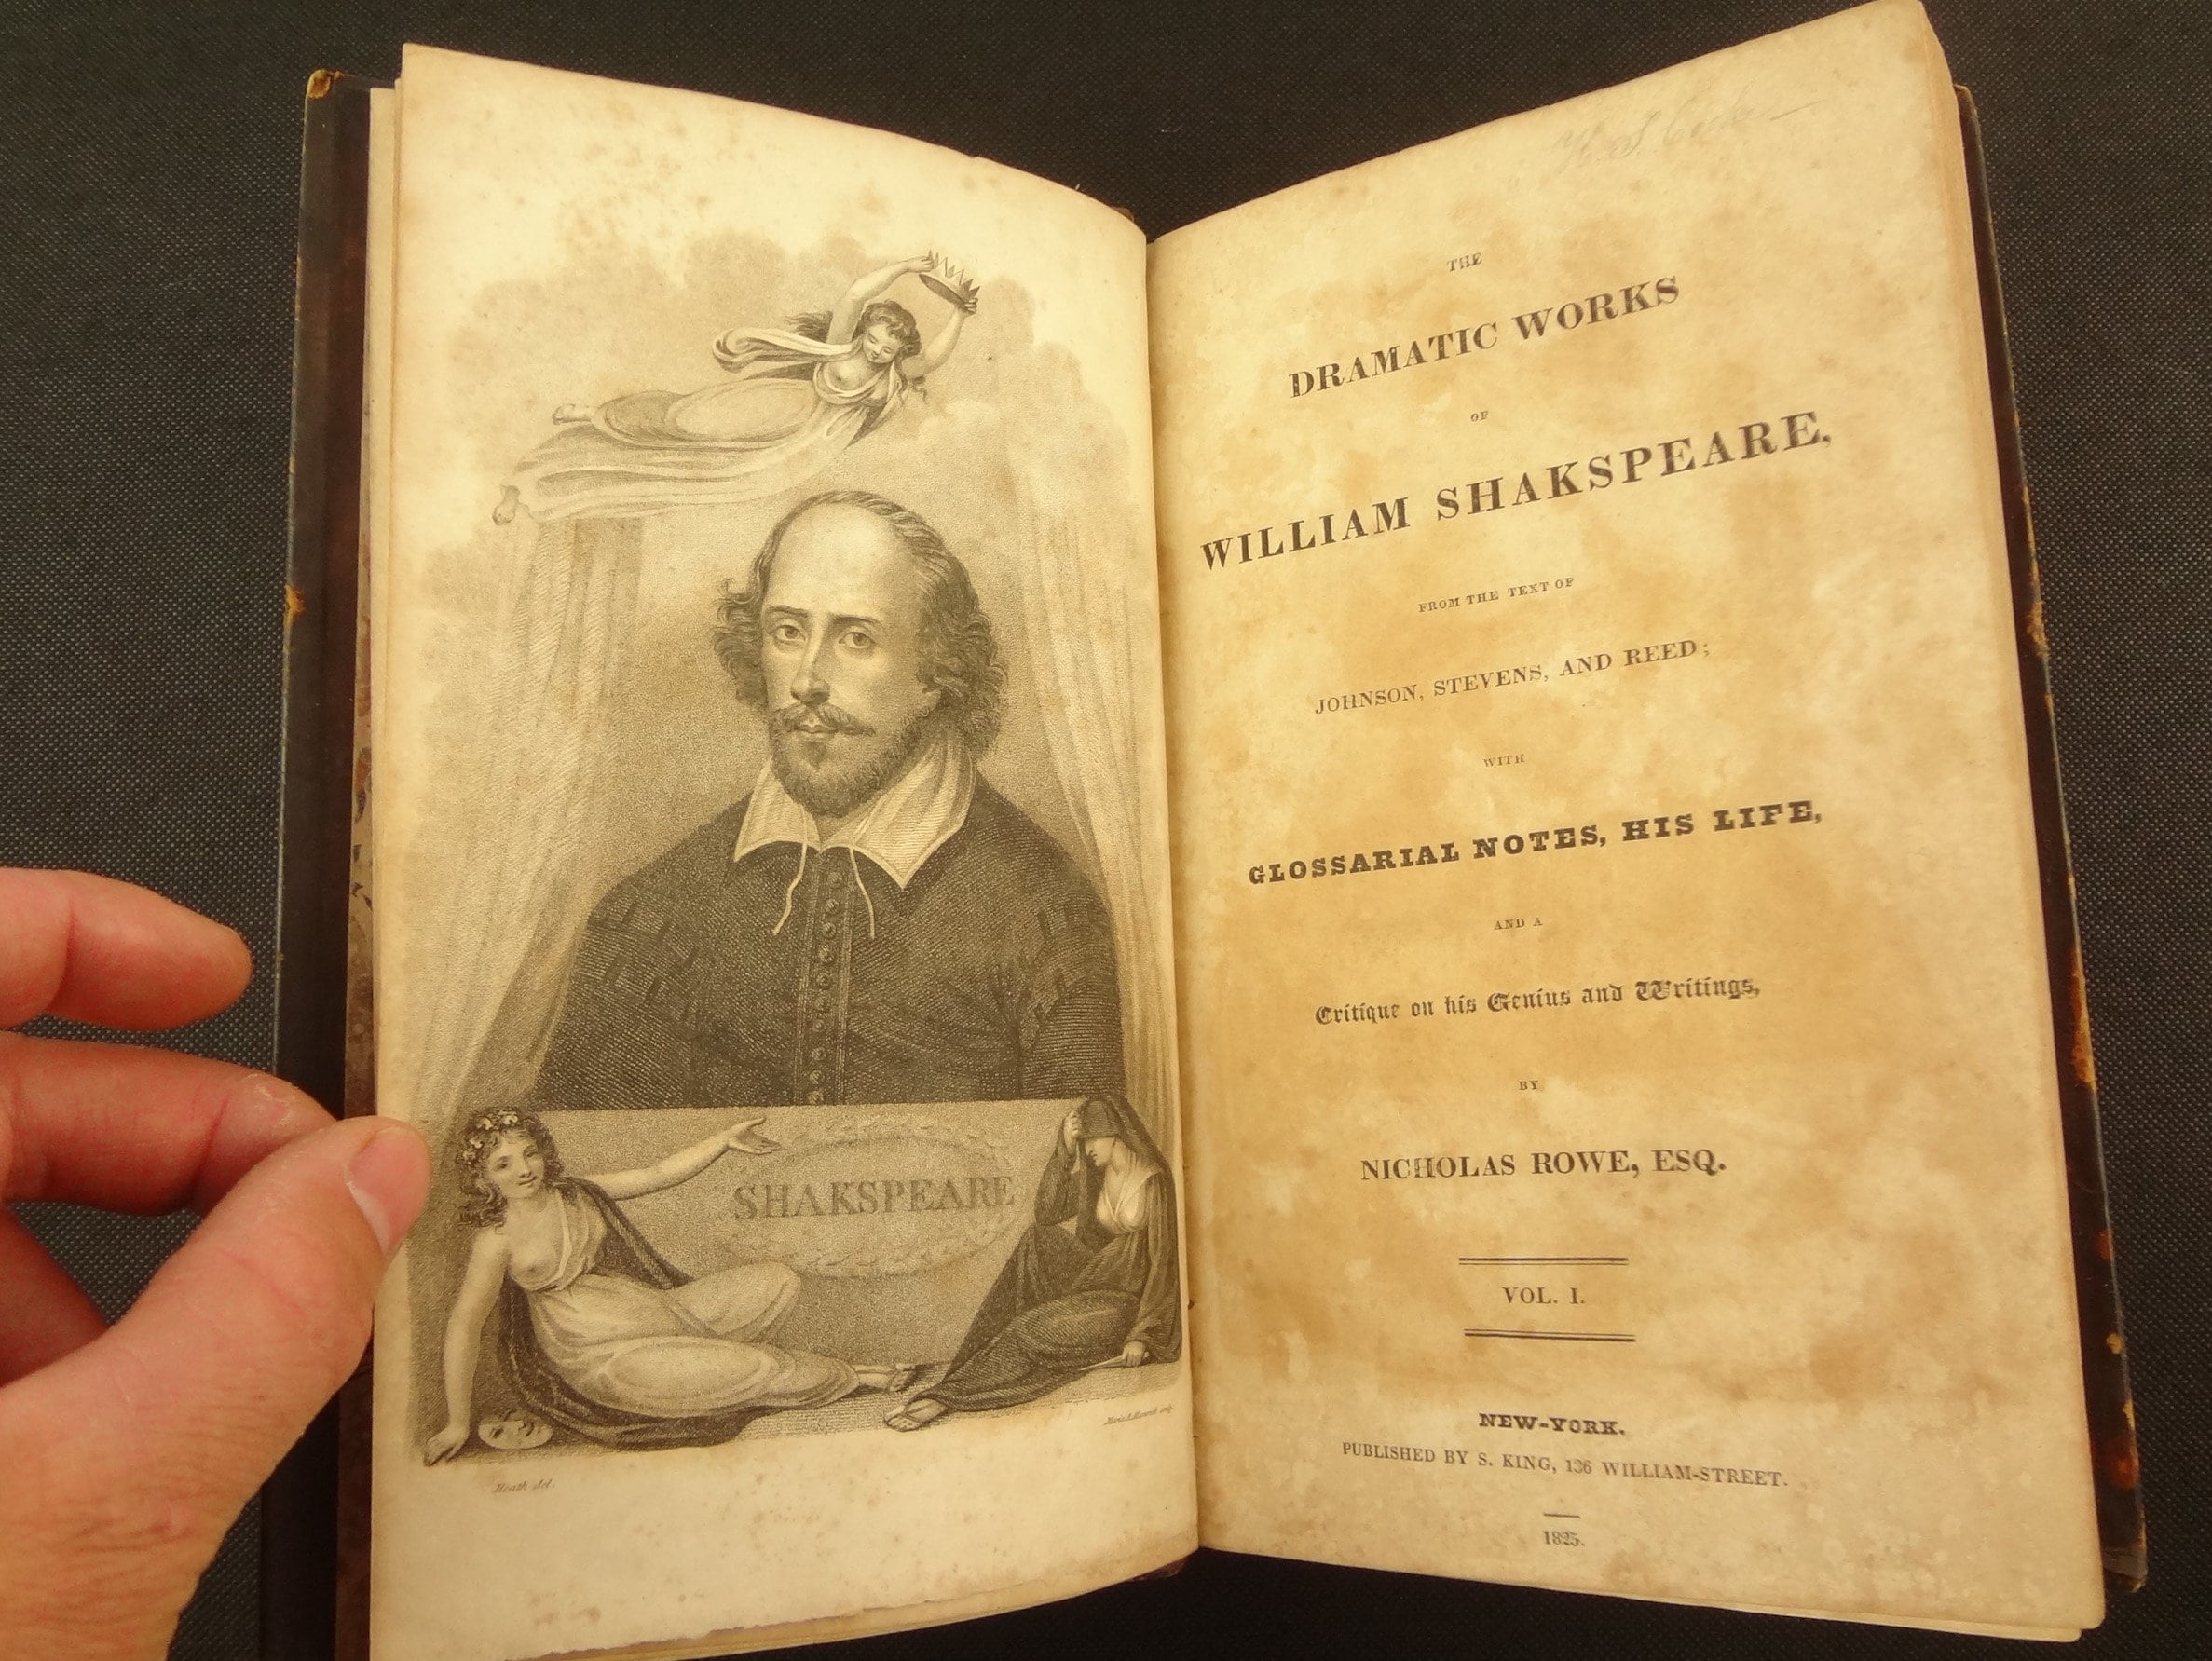 SHAKSPEARE
Heath del.
THE
DRAMATIC WORKS
OF
WILLIAM SHAKSPEARE,
FROM THE TEXT OF
JOHNSON, STEVENS, AND REED;
WITH
GLOSSARIAL NOTES, HIS LIFE,
AND A
Critique on his Genius and Writings,
BY
NICHOLAS ROWE, ESQ.
VOL. I.
NEW-YORK.
PUBLISHED BY S. KING, 136 WILLIAM-STREET.
1825.